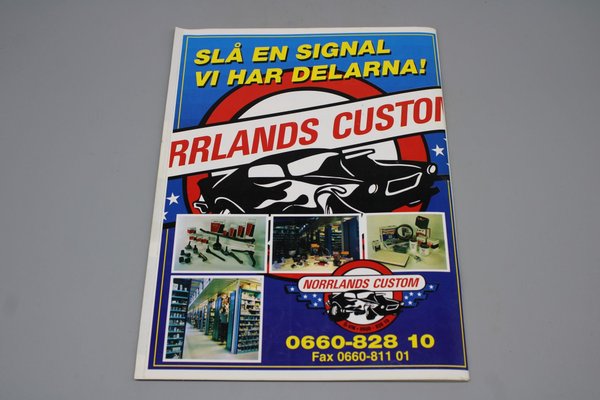 SLÅ EN SIGNAL
VI HAR DELARNA!
RRLANDS CUSTOM
NORRLANDS CUSTOM
0660-828 10
Fax 0660-811 01